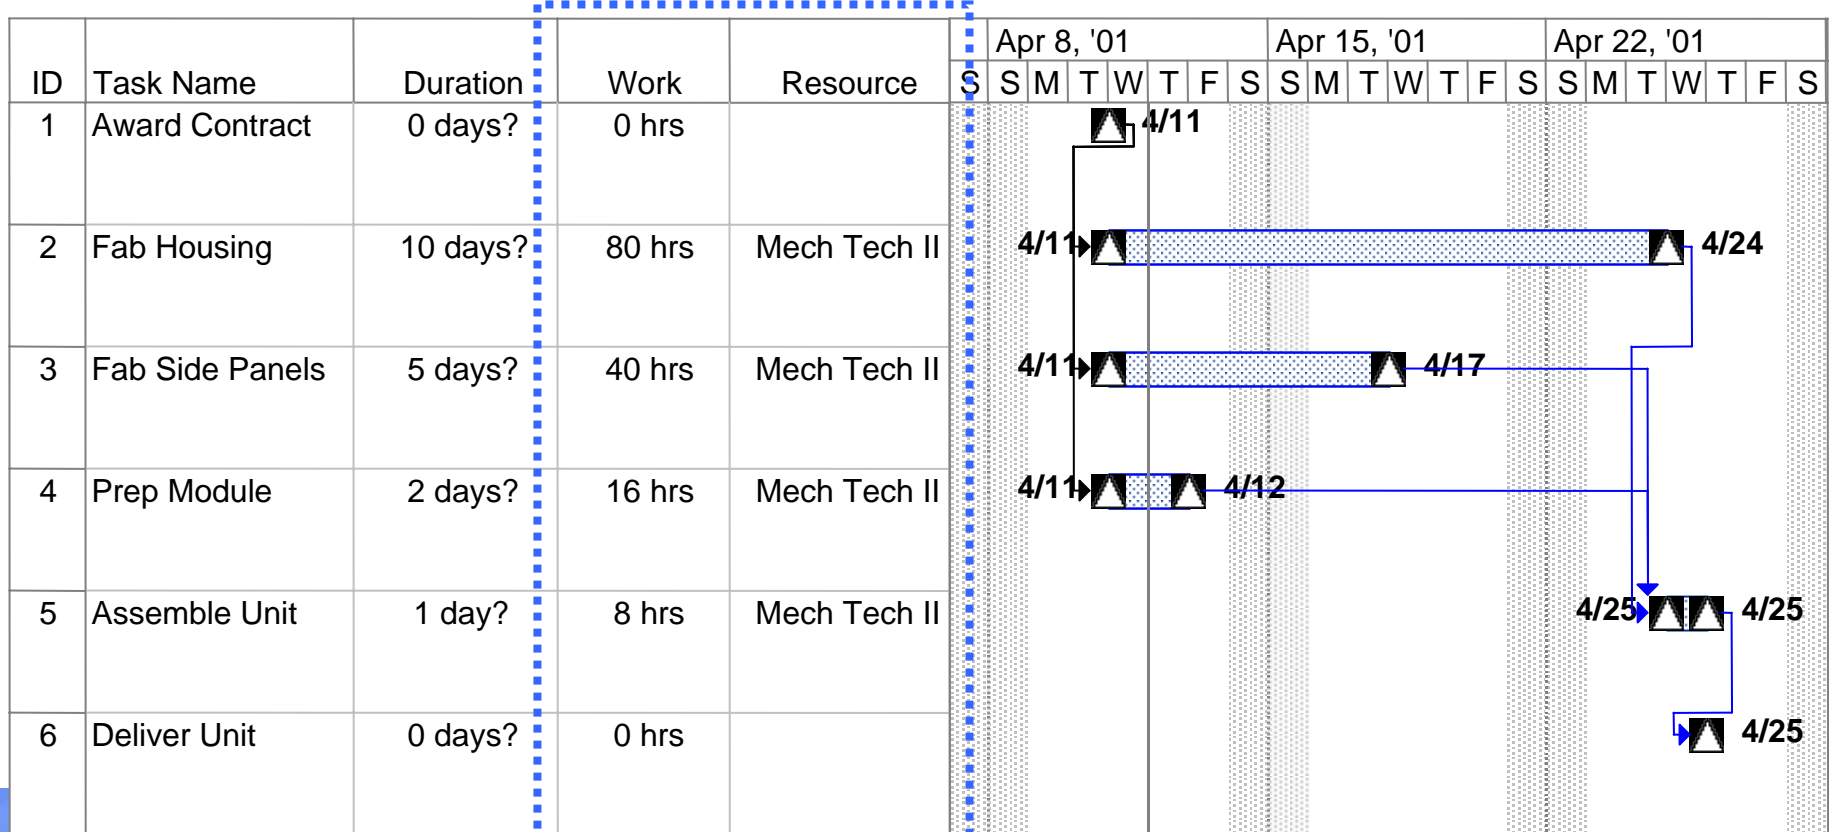 Apr 8, '01 Apr 15, '01 Apr 22, '01
ID Task Name Duration Work Resource S S M T W T F S S M T W T F S S M T W T F S
1 Award Contract 0 days? 0 hrs 4/11
2 Fab Housing 10 days? 80 hrs Mech Tech II 4/11 4/24
3 Fab Side Panels 5 days? 40 hrs Mech Tech II 4/11 4/17
4 Prep Module 2 days? 16 hrs Mech Tech II 4/11 4/12
5 Assemble Unit 1 day? 8 hrs Mech Tech II 4/25 4/25
6 Deliver Unit 0 days? 0 hrs 4/25